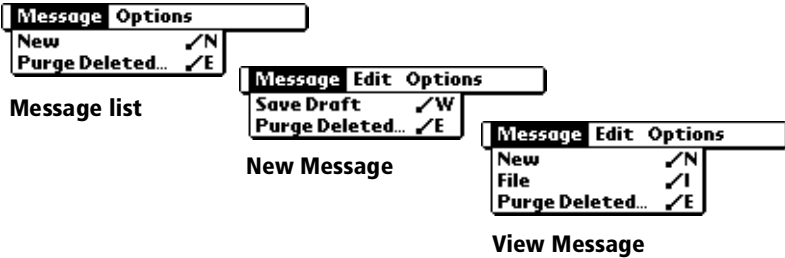 Message Options
New ✓N
Purge Deleted... ✓E
Message list
Message Edit Options
Save Draft ✓W
Purge Deleted... ✓E
New Message
Message Edit Options
New ✓N
File ✓I
Purge Deleted... ✓E
View Message